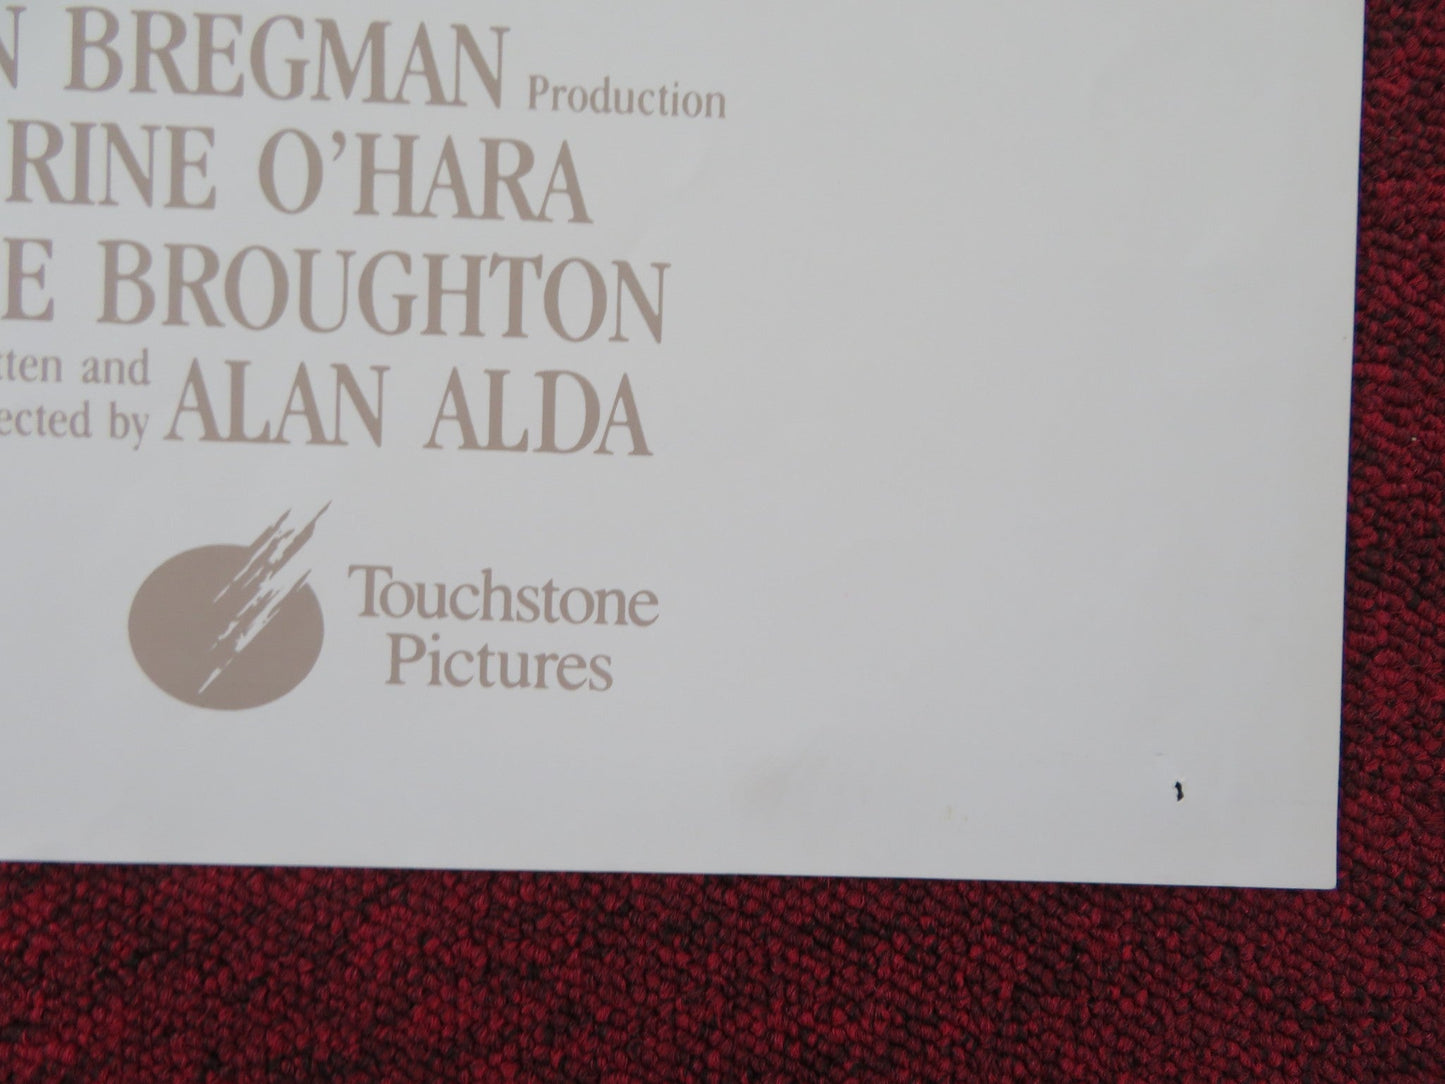 N BREGMAN Production
RINE O'HARA
E BROUGHTON
tten and
ected by ALAN ALDA
Touchstone
Pictures